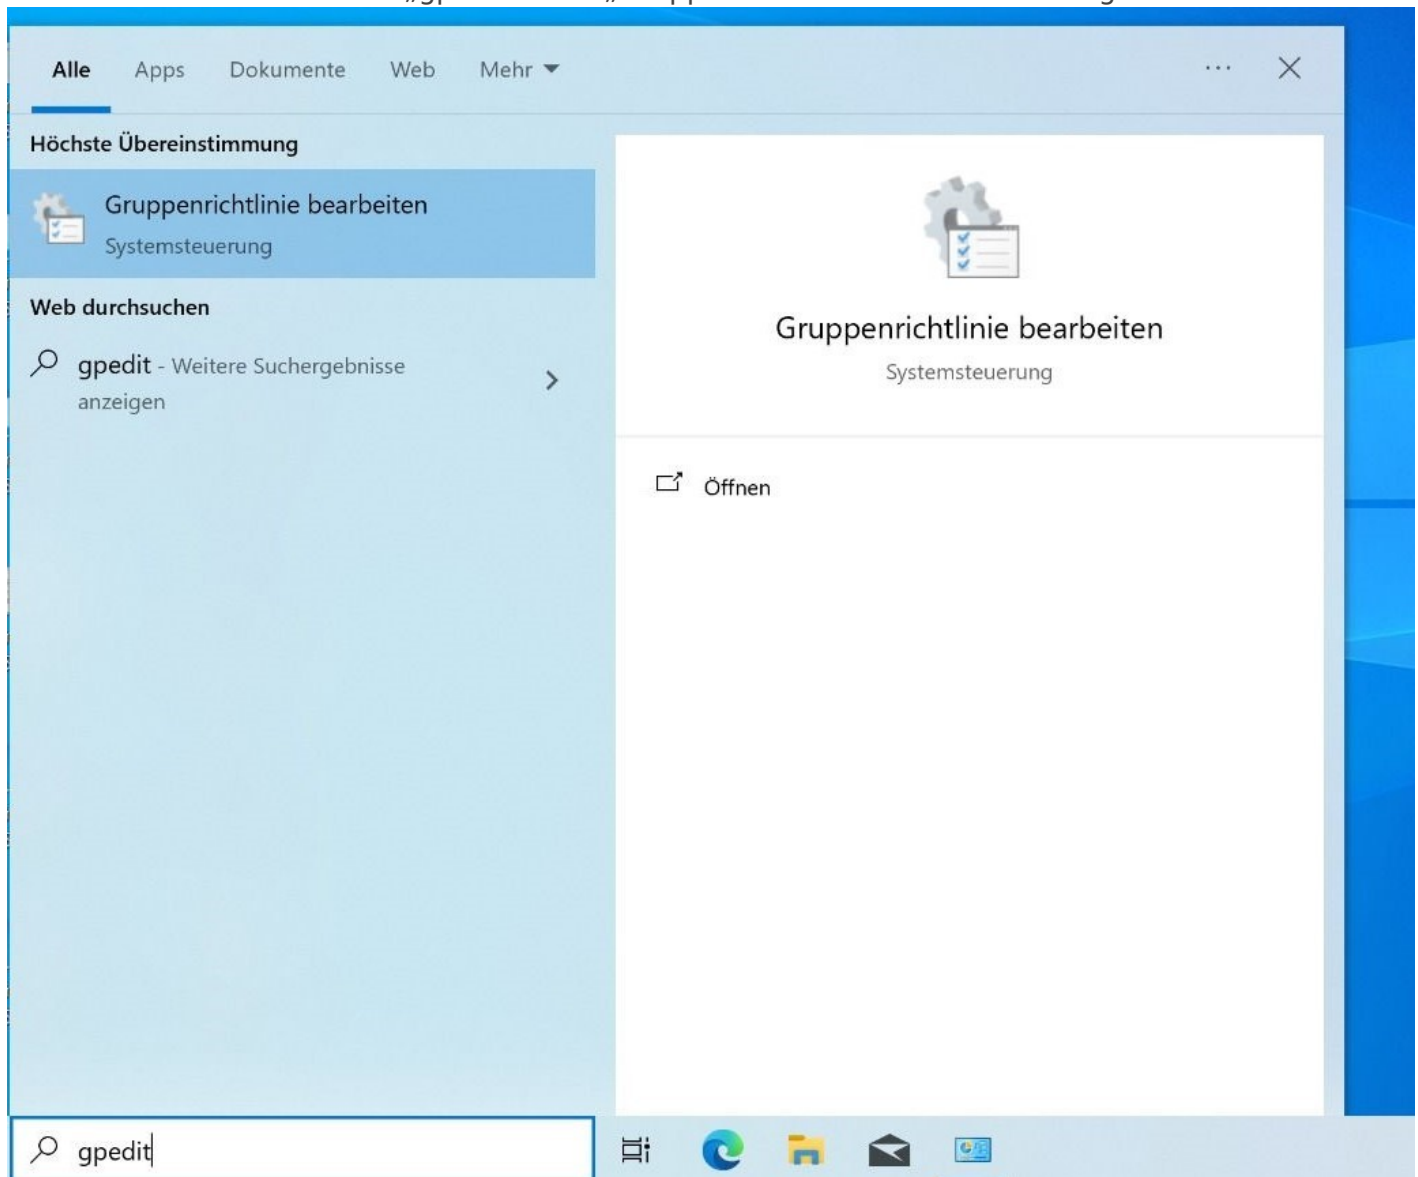 Alle Apps Dokumente Web Mehr
Höchste Übereinstimmung
Gruppenrichtlinie bearbeiten
Systemsteuerung
Web durchsuchen
gpedit - Weitere Suchergebnisse
anzeigen
Gruppenrichtlinie bearbeiten
Systemsteuerung
Öffnen
gpedit